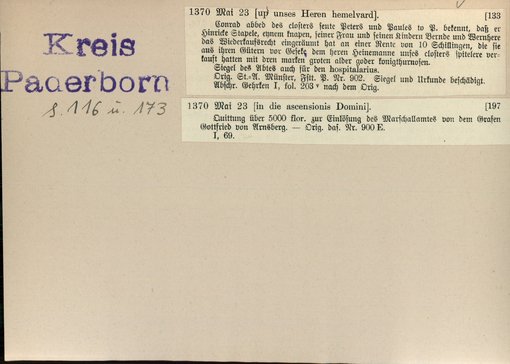 Kreis
Paderborn
S. 116 u. 173
1370 Mai 23 [up unses Heren hemelvard]. [133
Conrad abbed des closters sente Peters und Paules to P. bekennt, daß er
Hinrike Stapele, eynem knapen, seiner Frau und seinen Kindern Bernde und Wernhere
das Wiederkaufsrecht eingeräumt hat an einer Rente von 10 Schillingen, die sie
aus ihren Gütern vor Geseke dem heren Heinemanne unses closters spitelere ver-
kauft hatten mit dren marken groten alder goder konigthurnosen.
Siegel des Abtes auch für den hospitalarius.
Orig. St.-A. Münster, Fstt. P. Nr. 902. Siegel und Urkunde beschädigt.
Abschr. Gehrken I, fol. 203 v nach dem Orig.
1370 Mai 23 [in die ascensionis Domini]. [197
Quittung über 5000 flor. zur Einlösung des Marschallamtes von dem Grafen
Gottfried von Arnsberg. — Orig. das. Nr. 900 E.
I, 69.